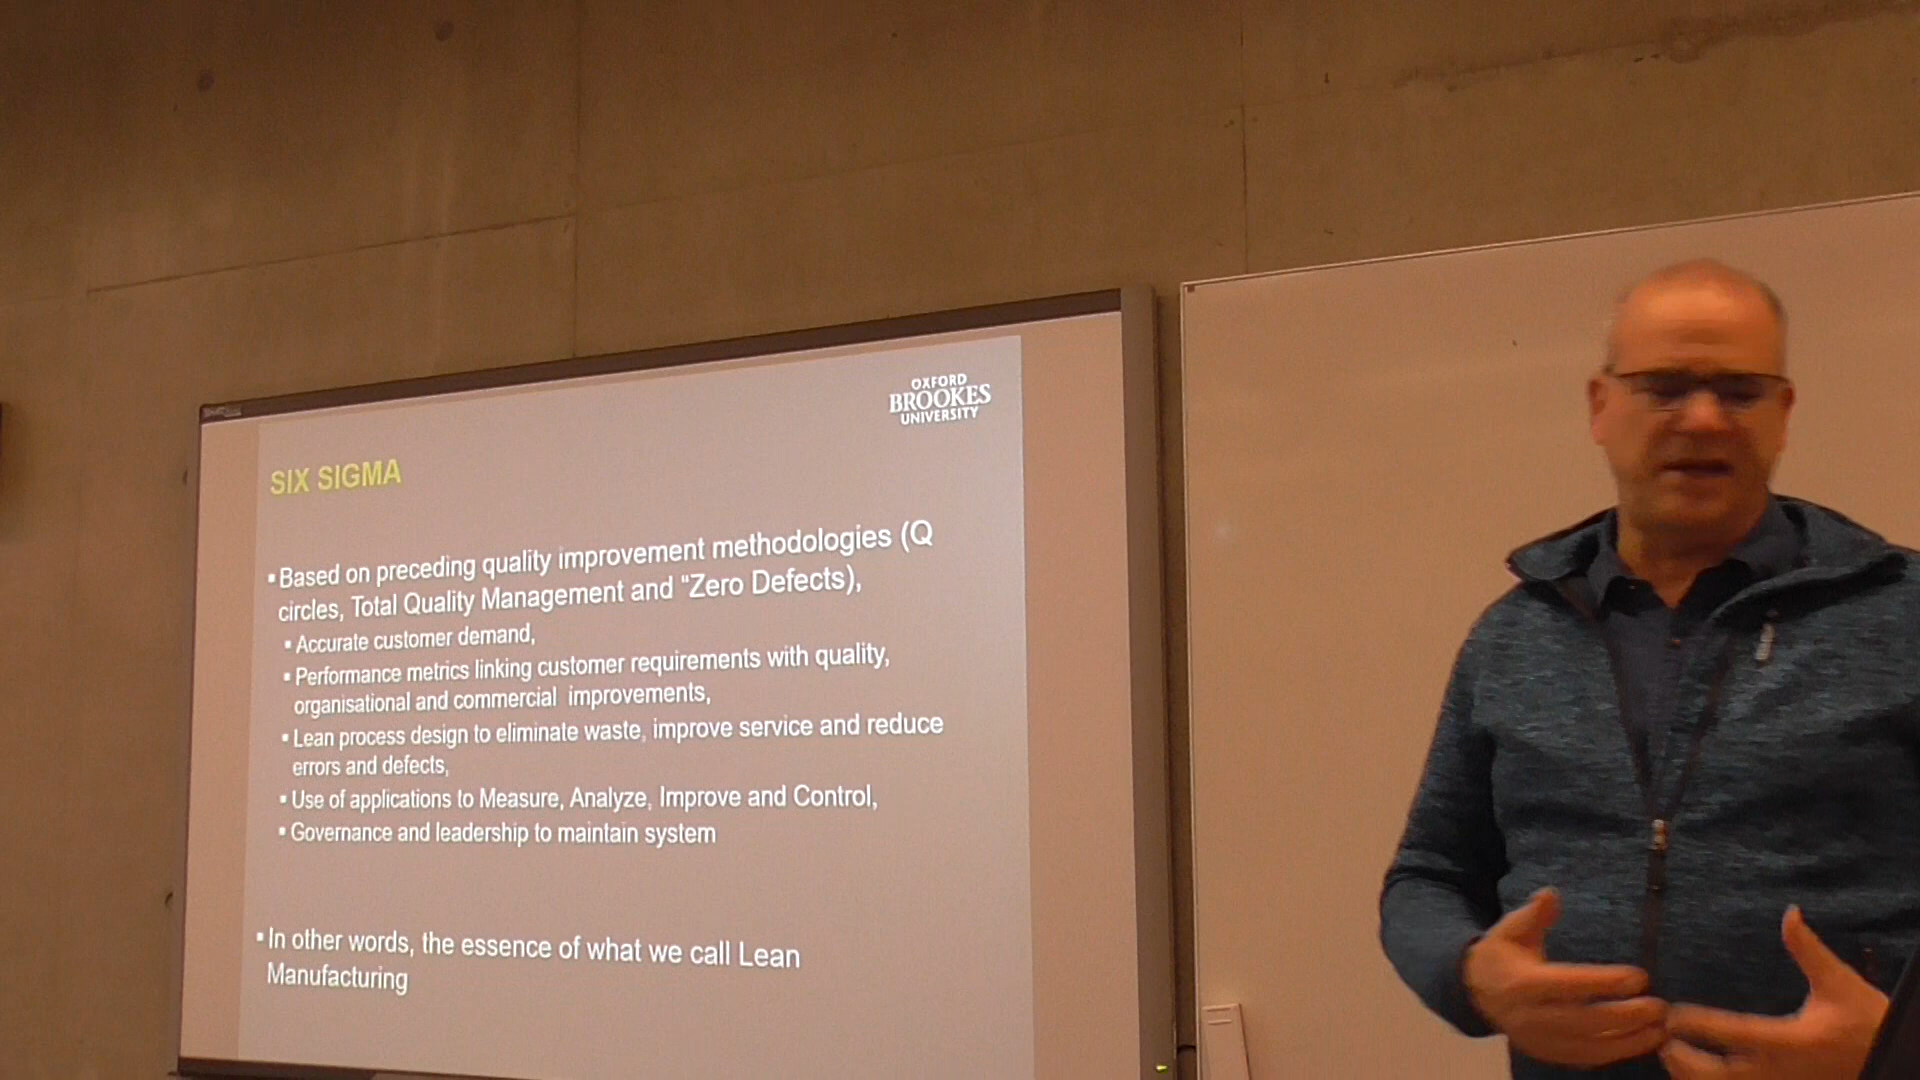 OXFORD
BROOKES
UNIVERSITY
SIX SIGMA
▪Based on preceding quality improvement methodologies (Q
circles, Total Quality Management and “Zero Defects),
▪Accurate customer demand,
▪Performance metrics linking customer requirements with quality,
organisational and commercial improvements,
▪Lean process design to eliminate waste, improve service and reduce
errors and defects,
▪Use of applications to Measure, Analyze, Improve and Control,
▪Governance and leadership to maintain system
▪In other words, the essence of what we call Lean
Manufacturing